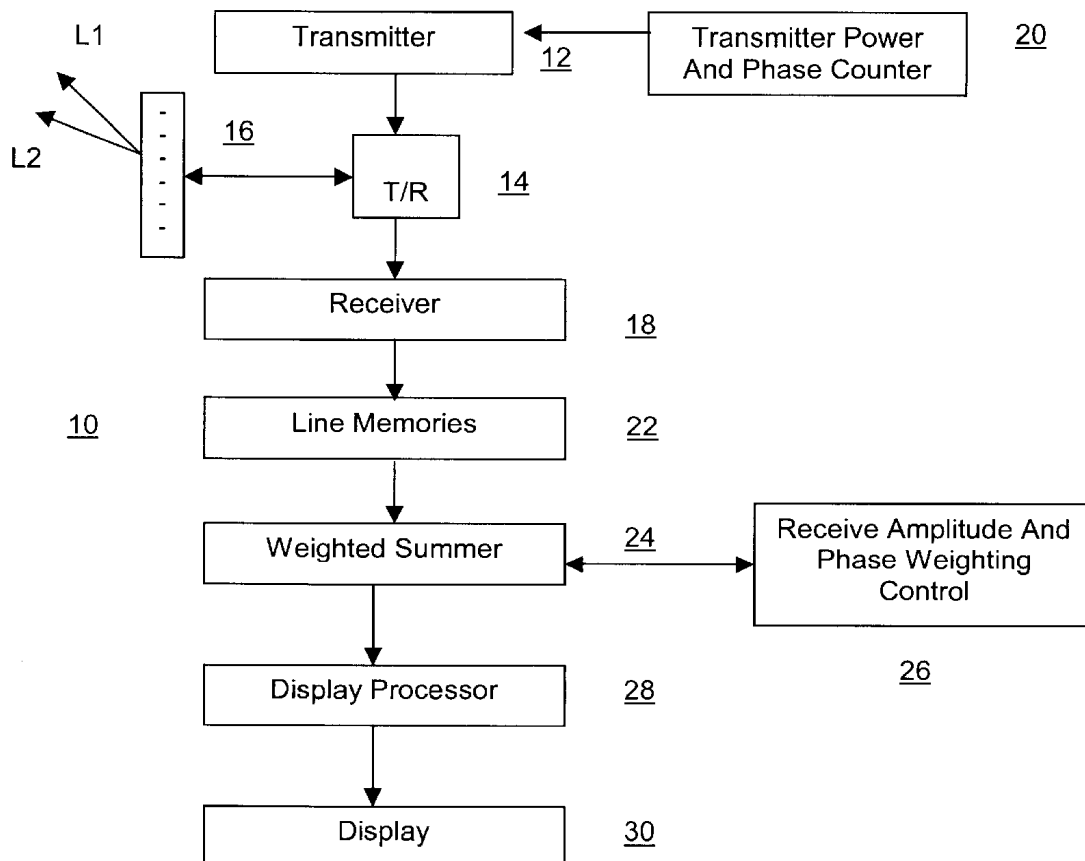 L1
Transmitter
12
Transmitter Power
And Phase Counter
20
L2
16
T/R
14
Receiver
18
10
Line Memories
22
Weighted Summer
24
Receive Amplitude And
Phase Weighting
Control
26
Display Processor
28
Display
30